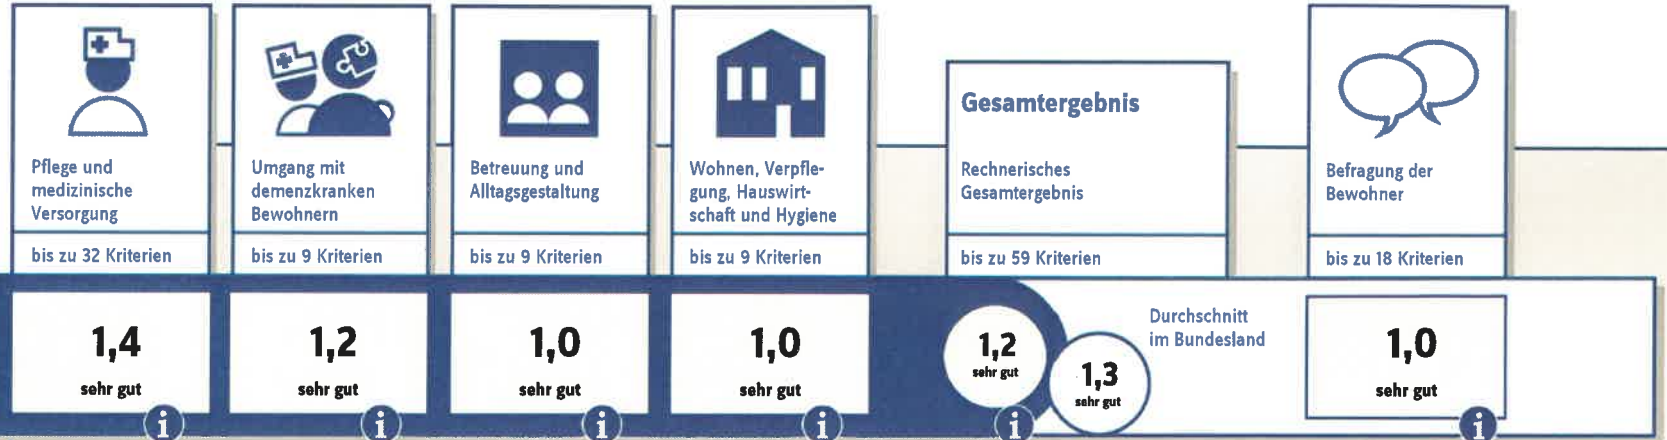 Pflege und
medizinische
Versorgung
bis zu 32 Kriterien
1,4
sehr gut
i
Umgang mit
demenzkranken
Bewohnern
bis zu 9 Kriterien
1,2
sehr gut
i
Betreuung und
Alltagsgestaltung
bis zu 9 Kriterien
1,0
sehr gut
i
Wohnen, Verpfle-
gung, Hauswirt-
schaft und Hygiene
bis zu 9 Kriterien
1,0
sehr gut
i
Gesamtergebnis
Rechnerisches
Gesamtergebnis
bis zu 59 Kriterien
1,2
sehr gut
i
Durchschnitt
im Bundesland
1,3
sehr gut
Befragung der
Bewohner
bis zu 18 Kriterien
1,0
sehr gut
i